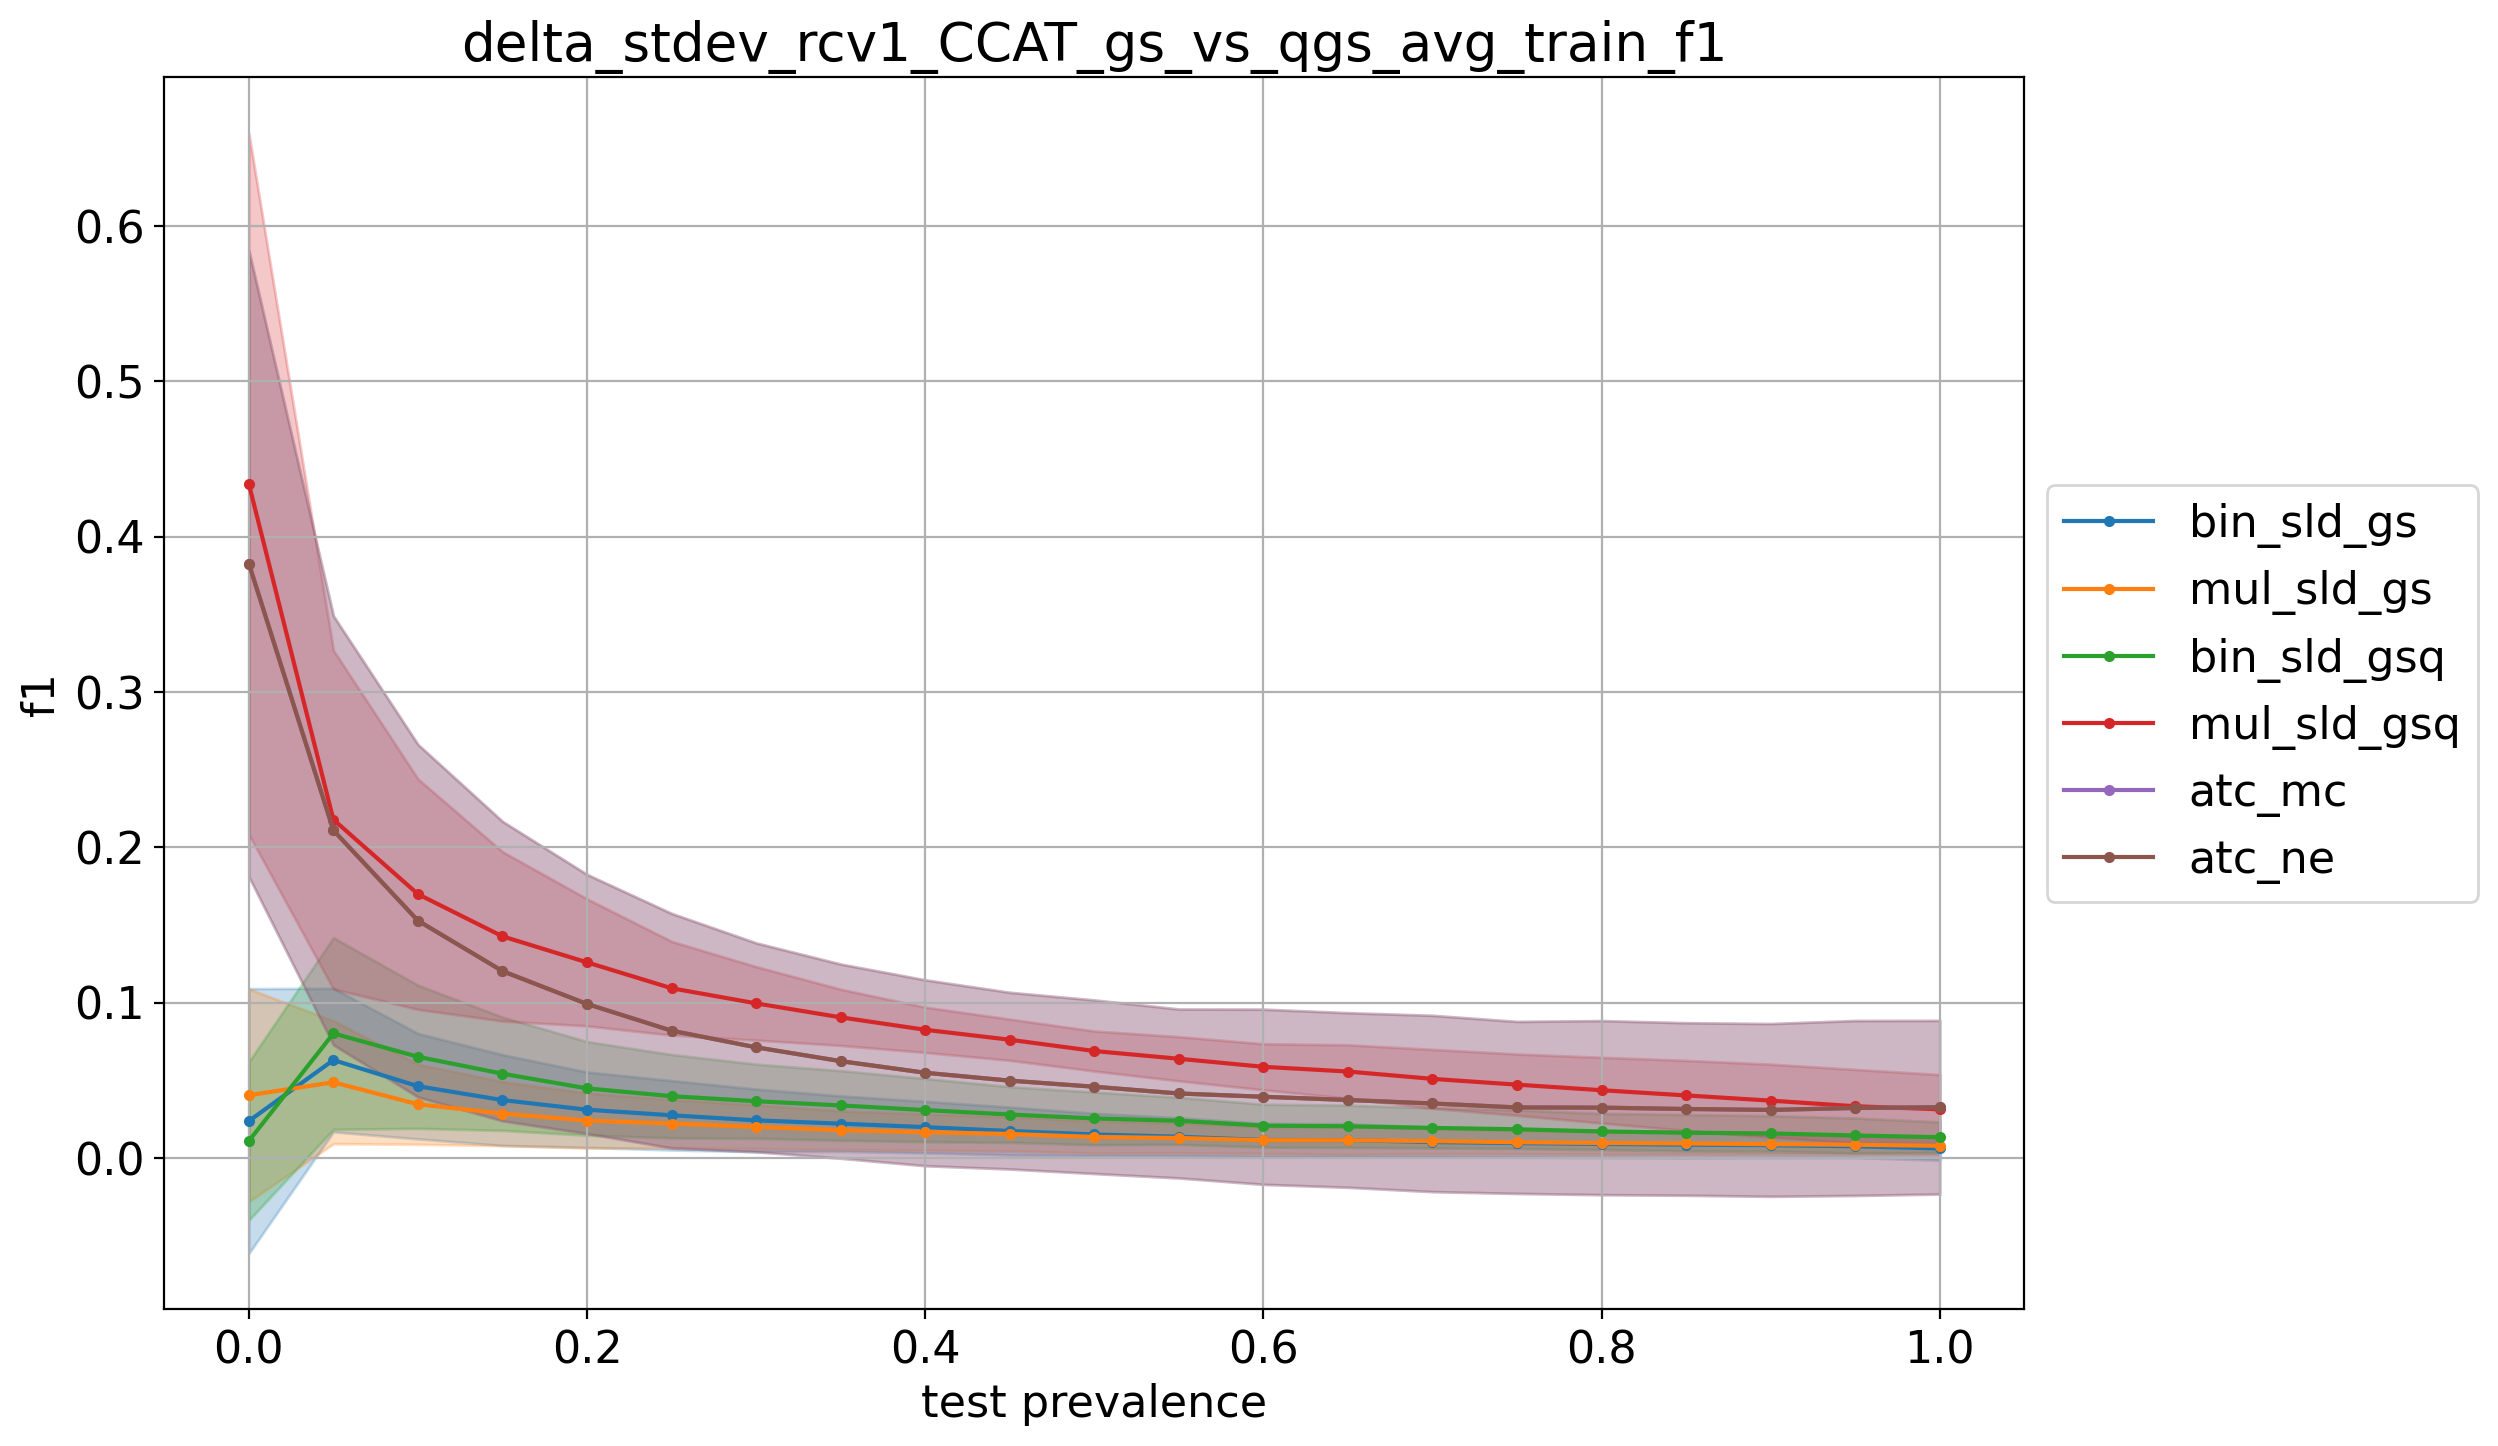 delta_stdev_rcv1_CCAT_gs_vs_qgs_avg_train_f1
f1
0.6
0.5
0.4
0.3
0.2
0.1
0.0
0.0 0.2 0.4 0.6 0.8 1.0
test prevalence
bin_sld_gs
mul_sld_gs
bin_sld_gsq
mul_sld_gsq
atc_mc
atc_ne